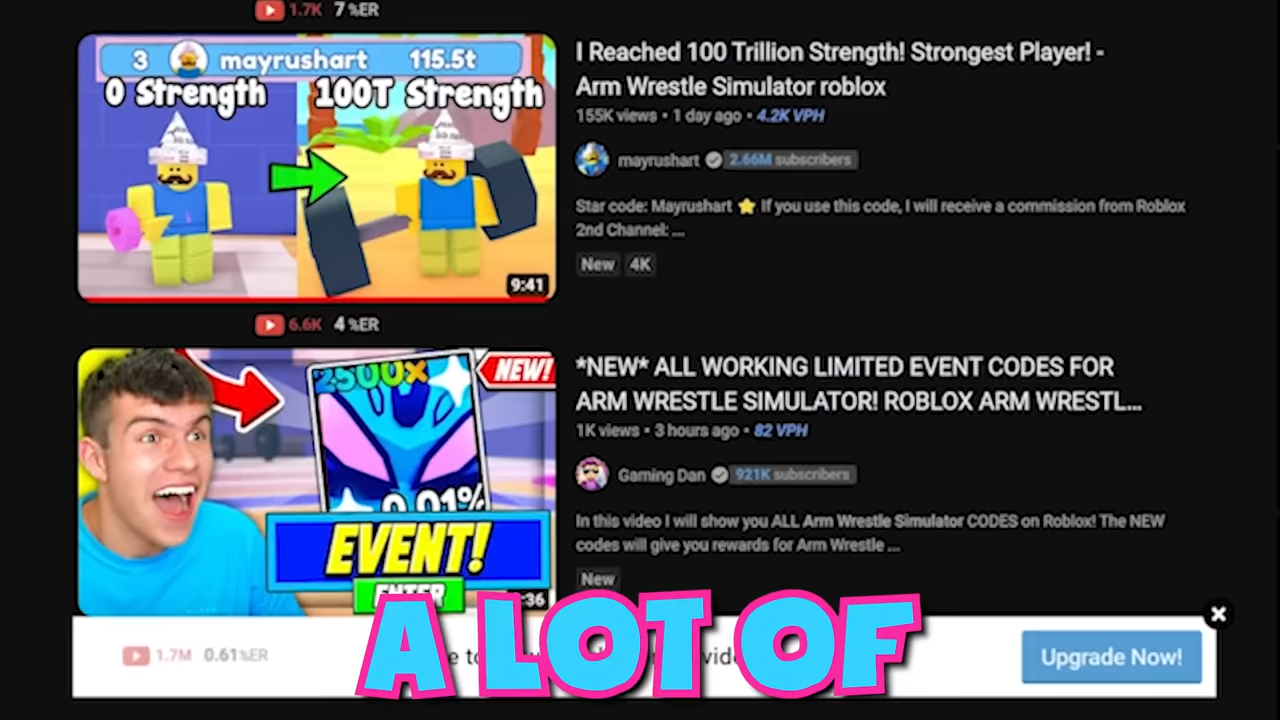 1.7K 7 %ER
3 mayrushart 115.5t
0 Strength 100T Strength
9:41
I Reached 100 Trillion Strength! Strongest Player! -
Arm Wrestle Simulator roblox
155K views • 1 day ago • 4.2K VPH
mayrushart 2.66M subscribers
Star code: Mayrushart ⭐ If you use this code, I will receive a commission from Roblox
2nd Channel: ...
New 4K
6.6K 4 %ER
2500x
NEW!
0.01%
EVENT!
ENTER
:36
*NEW* ALL WORKING LIMITED EVENT CODES FOR
ARM WRESTLE SIMULATOR! ROBLOX ARM WRESTL...
1K views • 3 hours ago • 82 VPH
Gaming Dan 921K subscribers
In this video I will show you ALL Arm Wrestle Simulator CODES on Roblox! The NEW
codes will give you rewards for Arm Wrestle ...
New
1.7M 0.61%ER
Upgrade Now!
A LOT OF